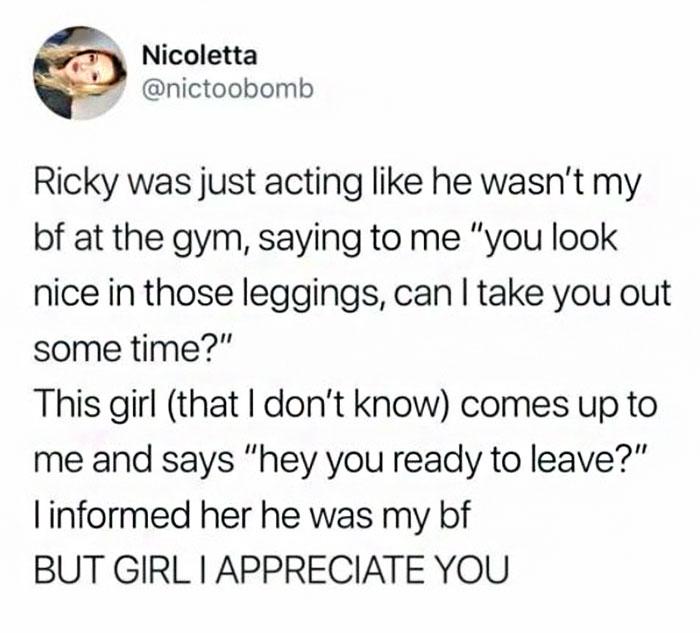 Nicoletta
@nictoobomb
Ricky was just acting like he wasn't my
bf at the gym, saying to me "you look
nice in those leggings, can I take you out
some time?"
This girl (that I don't know) comes up to
me and says "hey you ready to leave?"
I informed her he was my bf
BUT GIRL I APPRECIATE YOU